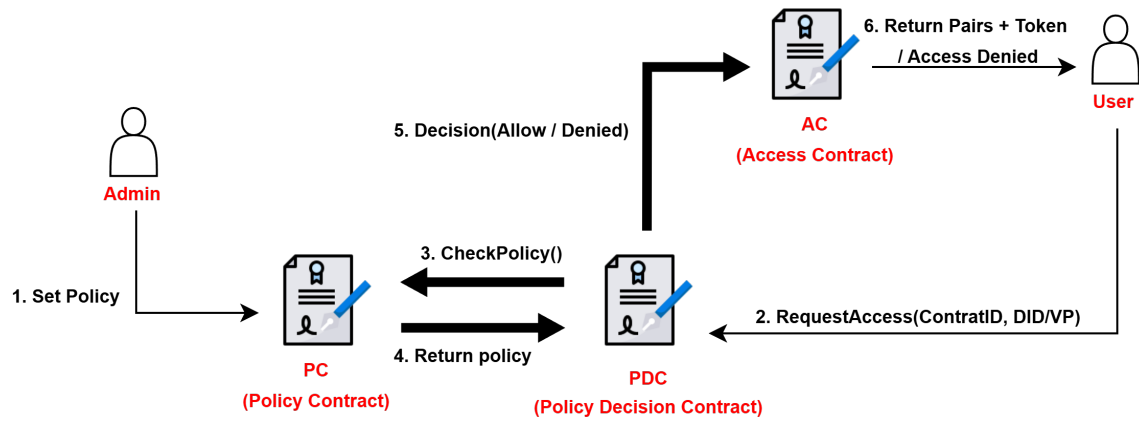 6. Return Pairs + Token
/ Access Denied
User
AC
(Access Contract)
5. Decision(Allow / Denied)
Admin
3. CheckPolicy()
1. Set Policy
2. RequestAccess(ContratID, DID/VP)
4. Return policy
PC
(Policy Contract)
PDC
(Policy Decision Contract)